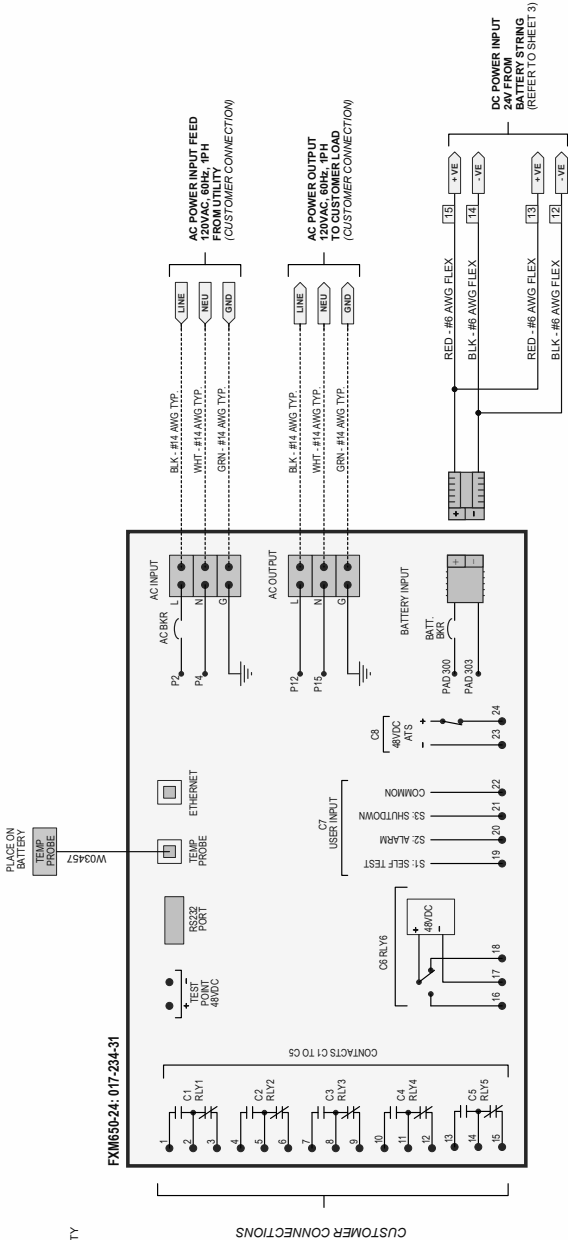 FXM650-24: 017-234-31
PLACE ON
BATTERY
TEMP
PROBE
W03457
TEST
POINT
48VDC
+
-
RS232
PORT
TEMP
PROBE
ETHERNET
AC INPUT
AC BKR
P2
P4
L
N
G
BLK - #14 AWG TYP.
WHT - #14 AWG TYP.
GRN - #14 AWG TYP.
LINE
NEU
GND
AC POWER INPUT FEED
120VAC, 60Hz, 1PH
FROM UTILITY
(CUSTOMER CONNECTION)
AC OUTPUT
P12
P15
L
N
G
BLK - #14 AWG TYP.
WHT - #14 AWG TYP.
GRN - #14 AWG TYP.
LINE
NEU
GND
AC POWER OUTPUT
120VAC, 60Hz, 1PH
TO CUSTOMER LOAD
(CUSTOMER CONNECTION)
BATTERY INPUT
BATT.
BKR
PAD 300
PAD 303
+
-
+
-
RED - #6 AWG FLEX
15
+ VE
BLK - #6 AWG FLEX
14
- VE
RED - #6 AWG FLEX
13
+ VE
BLK - #6 AWG FLEX
12
- VE
DC POWER INPUT
24V FROM
BATTERY STRING
(REFER TO SHEET 3)
CONTACTS C1 TO C5
1
2
3
C1
RLY1
4
5
6
C2
RLY2
7
8
9
C3
RLY3
10
11
12
C4
RLY4
13
14
15
C5
RLY5
C6 RLY6
+
-
48VDC
16
17
18
C7
USER INPUT
S1: SELF TEST
S2: ALARM
S3: SHUTDOWN
COMMON
19
20
21
22
C8
48VDC
ATS
-
+
23
24
CUSTOMER CONNECTIONS
TY